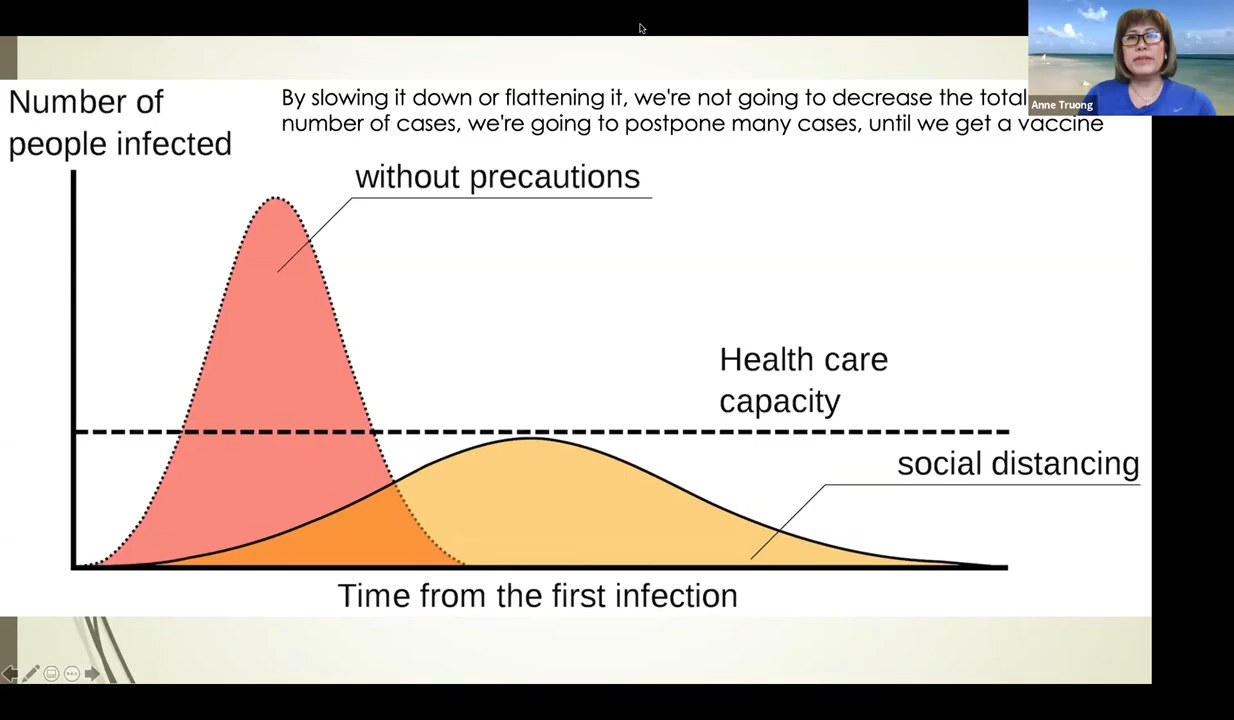 Number of
people infected
By slowing it down or flattening it, we're not going to decrease the total
number of cases, we're going to postpone many cases, until we get a vaccine
Anne Truong
without precautions
Health care
capacity
social distancing
Time from the first infection